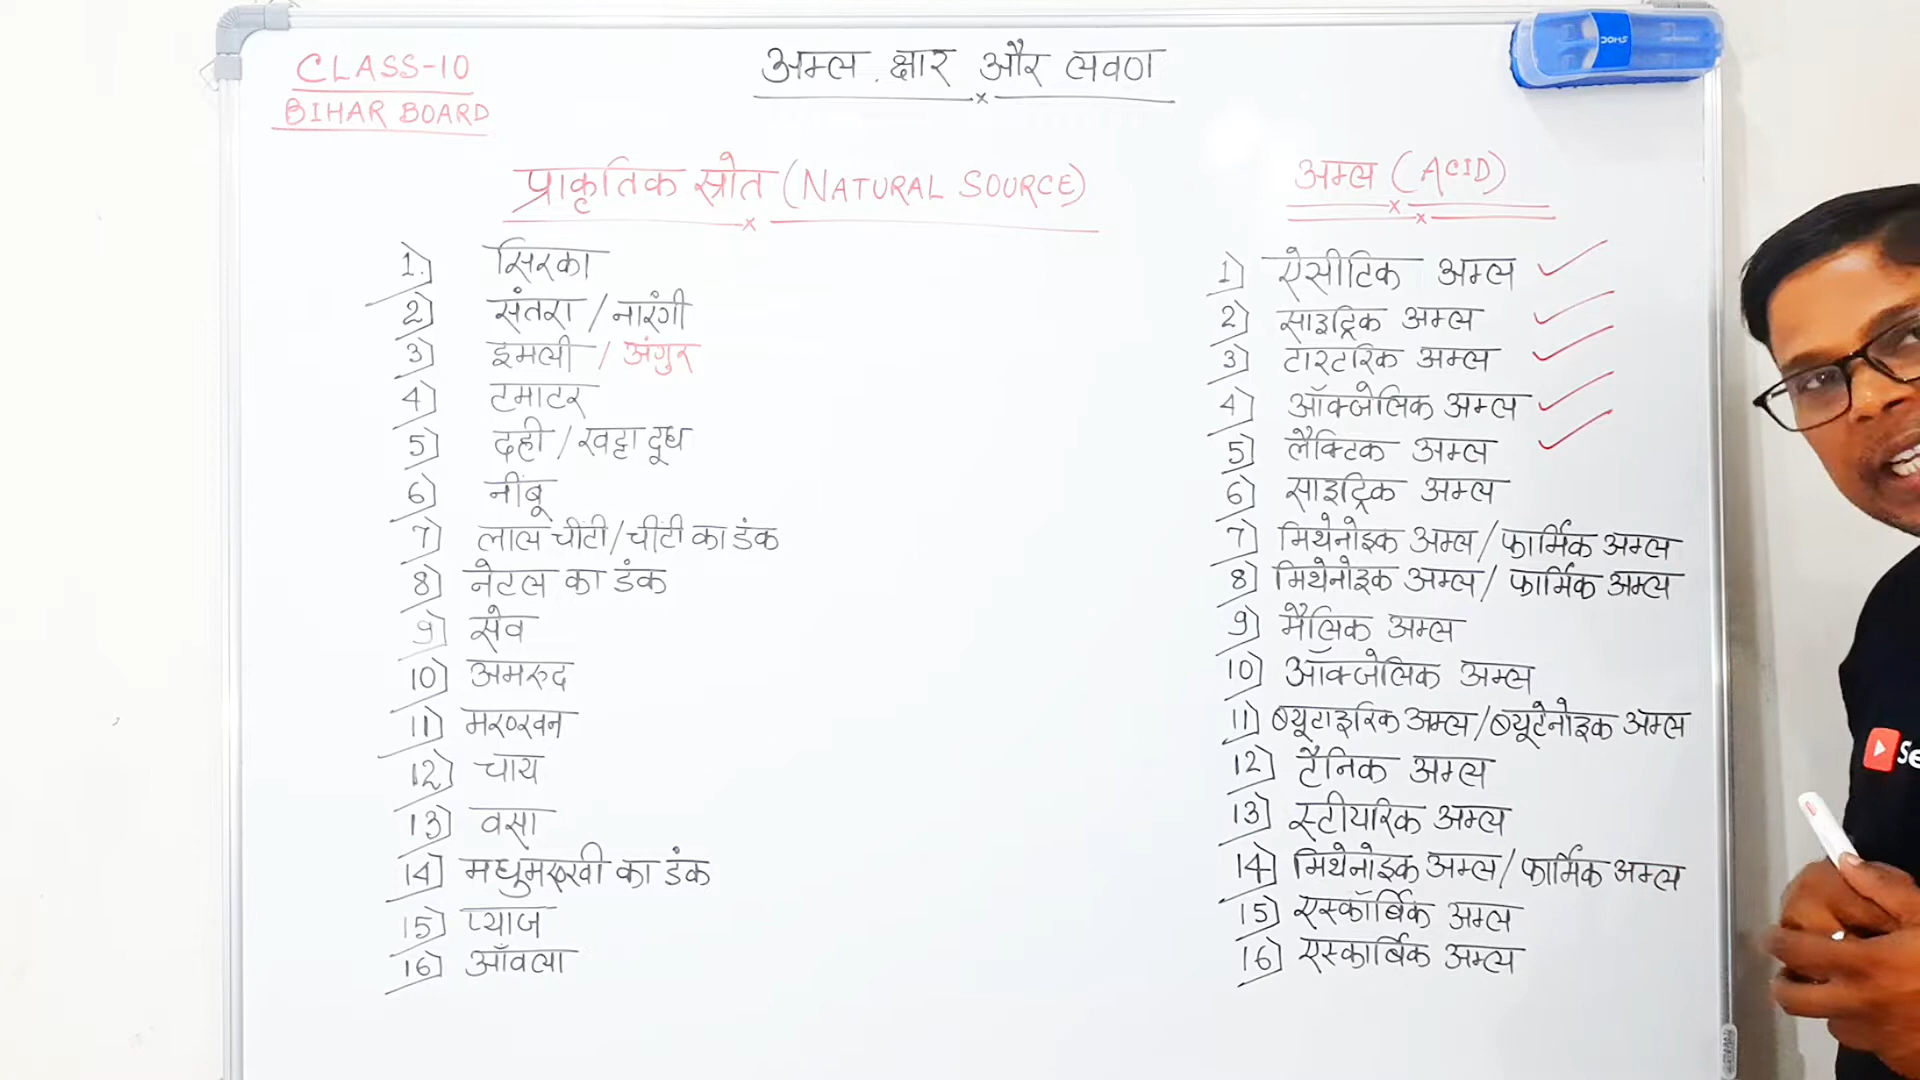 CLASS-10
BIHAR BOARD
अम्ल, क्षार और लवण
प्राकृतिक स्रोत (NATURAL SOURCE)
अम्ल (ACID)
1) सिरका
1) ऐसीटिक अम्ल
2) संतरा / नारंगी
2) साइट्रिक अम्ल
3) इमली / अंगुर
3) टारटरिक अम्ल
4) टमाटर
4) ऑक्जेलिक अम्ल
5) दही / खट्टा दूध
5) लैक्टिक अम्ल
6) नींबू
6) साइट्रिक अम्ल
7) लाल चींटी / चींटी का डंक
7) मिथेनोइक अम्ल / फार्मिक अम्ल
8) नेटल का डंक
8) मिथेनोइक अम्ल / फार्मिक अम्ल
9) सेव
9) मैलिक अम्ल
10) अमरुद
10) ऑक्जेलिक अम्ल
11) मक्खन
11) ब्यूटाइरिक अम्ल / ब्यूटेनोइक अम्ल
12) चाय
12) टैनिक अम्ल
13) वसा
13) स्टीयरिक अम्ल
14) मधुमक्खी का डंक
14) मिथेनोइक अम्ल / फार्मिक अम्ल
15) प्याज
15) एस्कॉर्बिक अम्ल
16) आँवला
16) एस्कार्बिक अम्ल
DOMS
Se